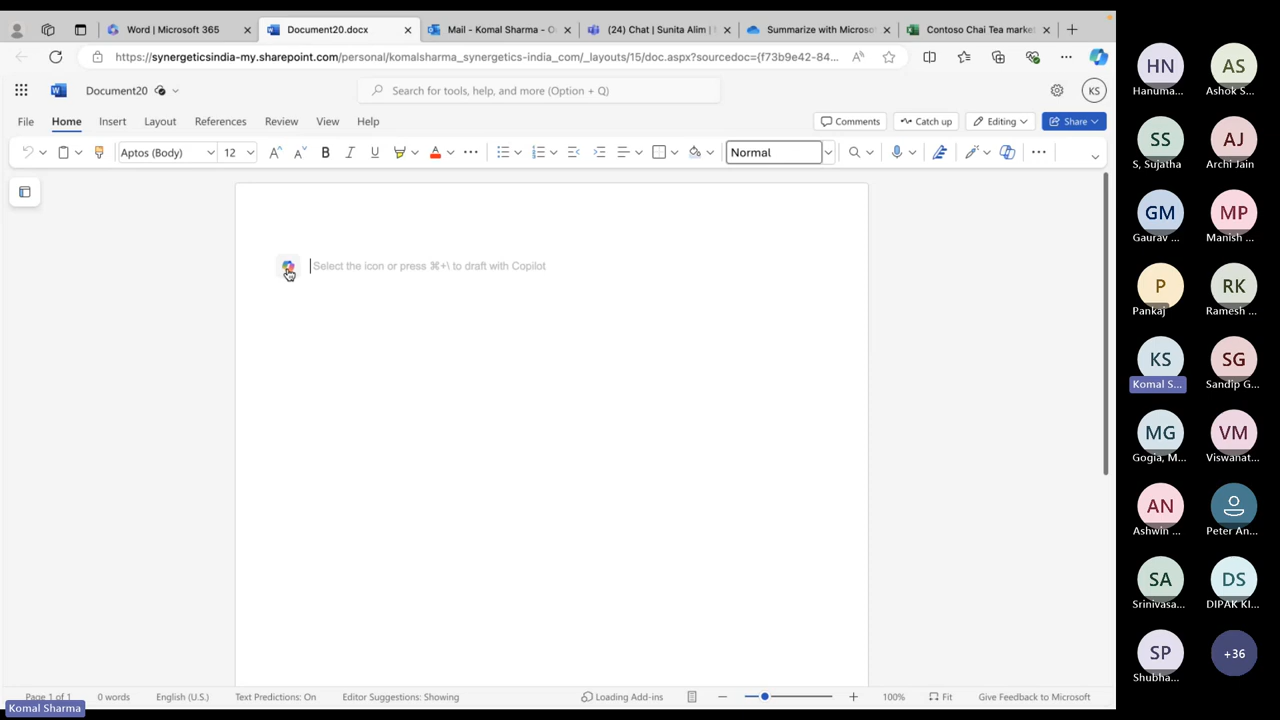 Word | Microsoft 365
Document20.docx
Mail - Komal Sharma - O
(24) Chat | Sunita Alim |
Summarize with Microso
Contoso Chai Tea marke
https://synergeticsindia-my.sharepoint.com/personal/komalsharma_synergetics-india_com/_layouts/15/doc.aspx?sourcedoc={f73b9e42-84...
Document20
Search for tools, help, and more (Option + Q)
KS
File Home Insert Layout References Review View Help
Comments Catch up Editing Share
Aptos (Body) 12 B I U A Normal
Select the icon or press ⌘+\ to draft with Copilot
Page 1 of 1 0 words English (U.S.) Text Predictions: On Editor Suggestions: Showing Loading Add-ins 100% Fit Give Feedback to Microsoft
Komal Sharma
HN AS
Hanuma... Ashok S...
SS AJ
S, Sujatha Archi Jain
GM MP
Gaurav ... Manish ...
P RK
Pankaj Ramesh ...
KS SG
Komal S... Sandip G...
MG VM
Gogia, M... Viswanat...
AN
Ashwin ... Peter An...
SA DS
Srinivasa... DIPAK KI...
SP +36
Shubha...